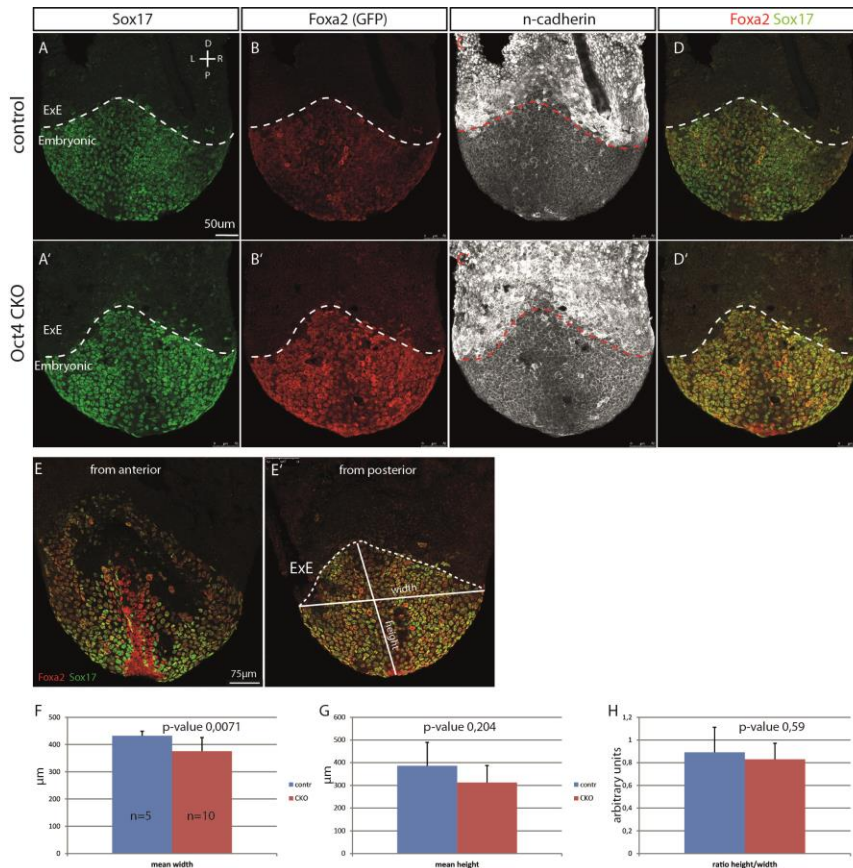 Sox17 Foxa2 (GFP) n-cadherin Foxa2 Sox17
control
A D L R P B D
ExE
Embryonic
50um
Oct4 CKO
A' B' D'
ExE
Embryonic
E from anterior E' from posterior
ExE
width
height
Foxa2 Sox17 75µm
F p-value 0,0071
µm
500
400
300
200
100
0
n=5 n=10
mean width
contr
CKO
G p-value 0,204
µm
600
500
400
300
200
100
0
mean height
contr
CKO
H p-value 0,59
arbitrary units
1,2
1
0,8
0,6
0,4
0,2
0
ratio height/width